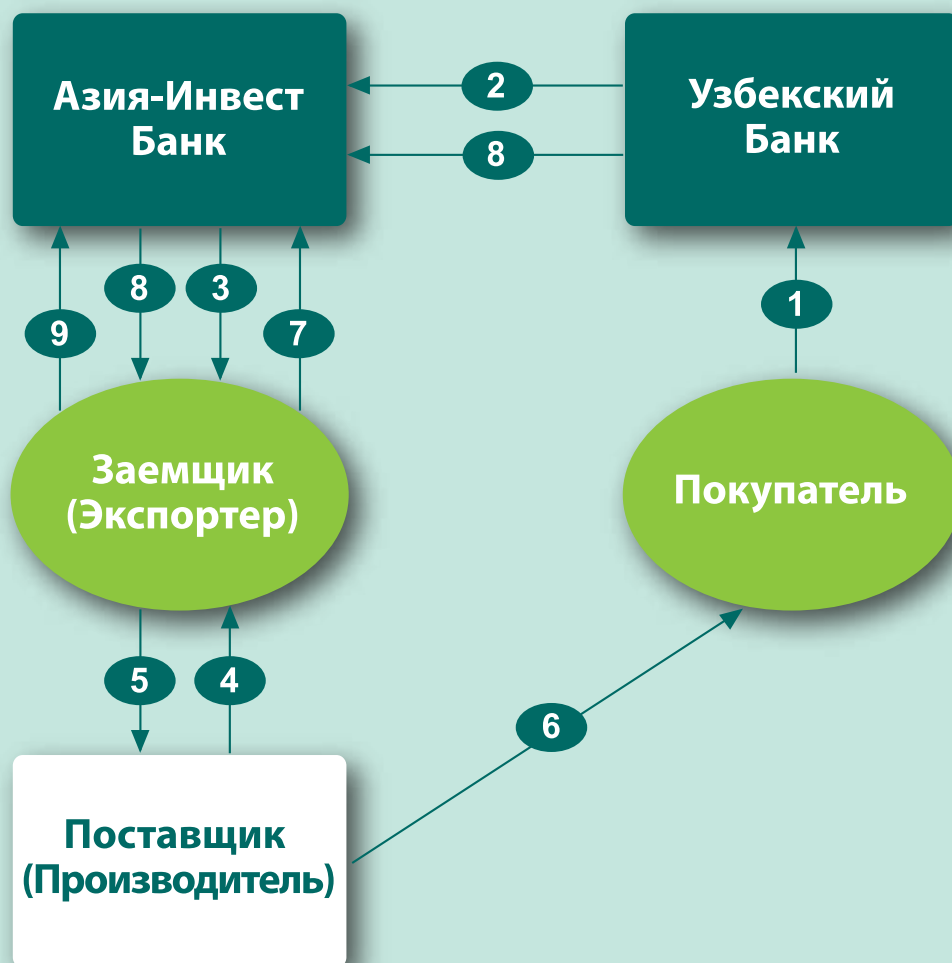 Азия-Инвест
Банк
Узбекский
Банк
2
8
1
9
8
3
7
Заемщик
(Экспортер)
Покупатель
5
4
6
Поставщик
(Производитель)